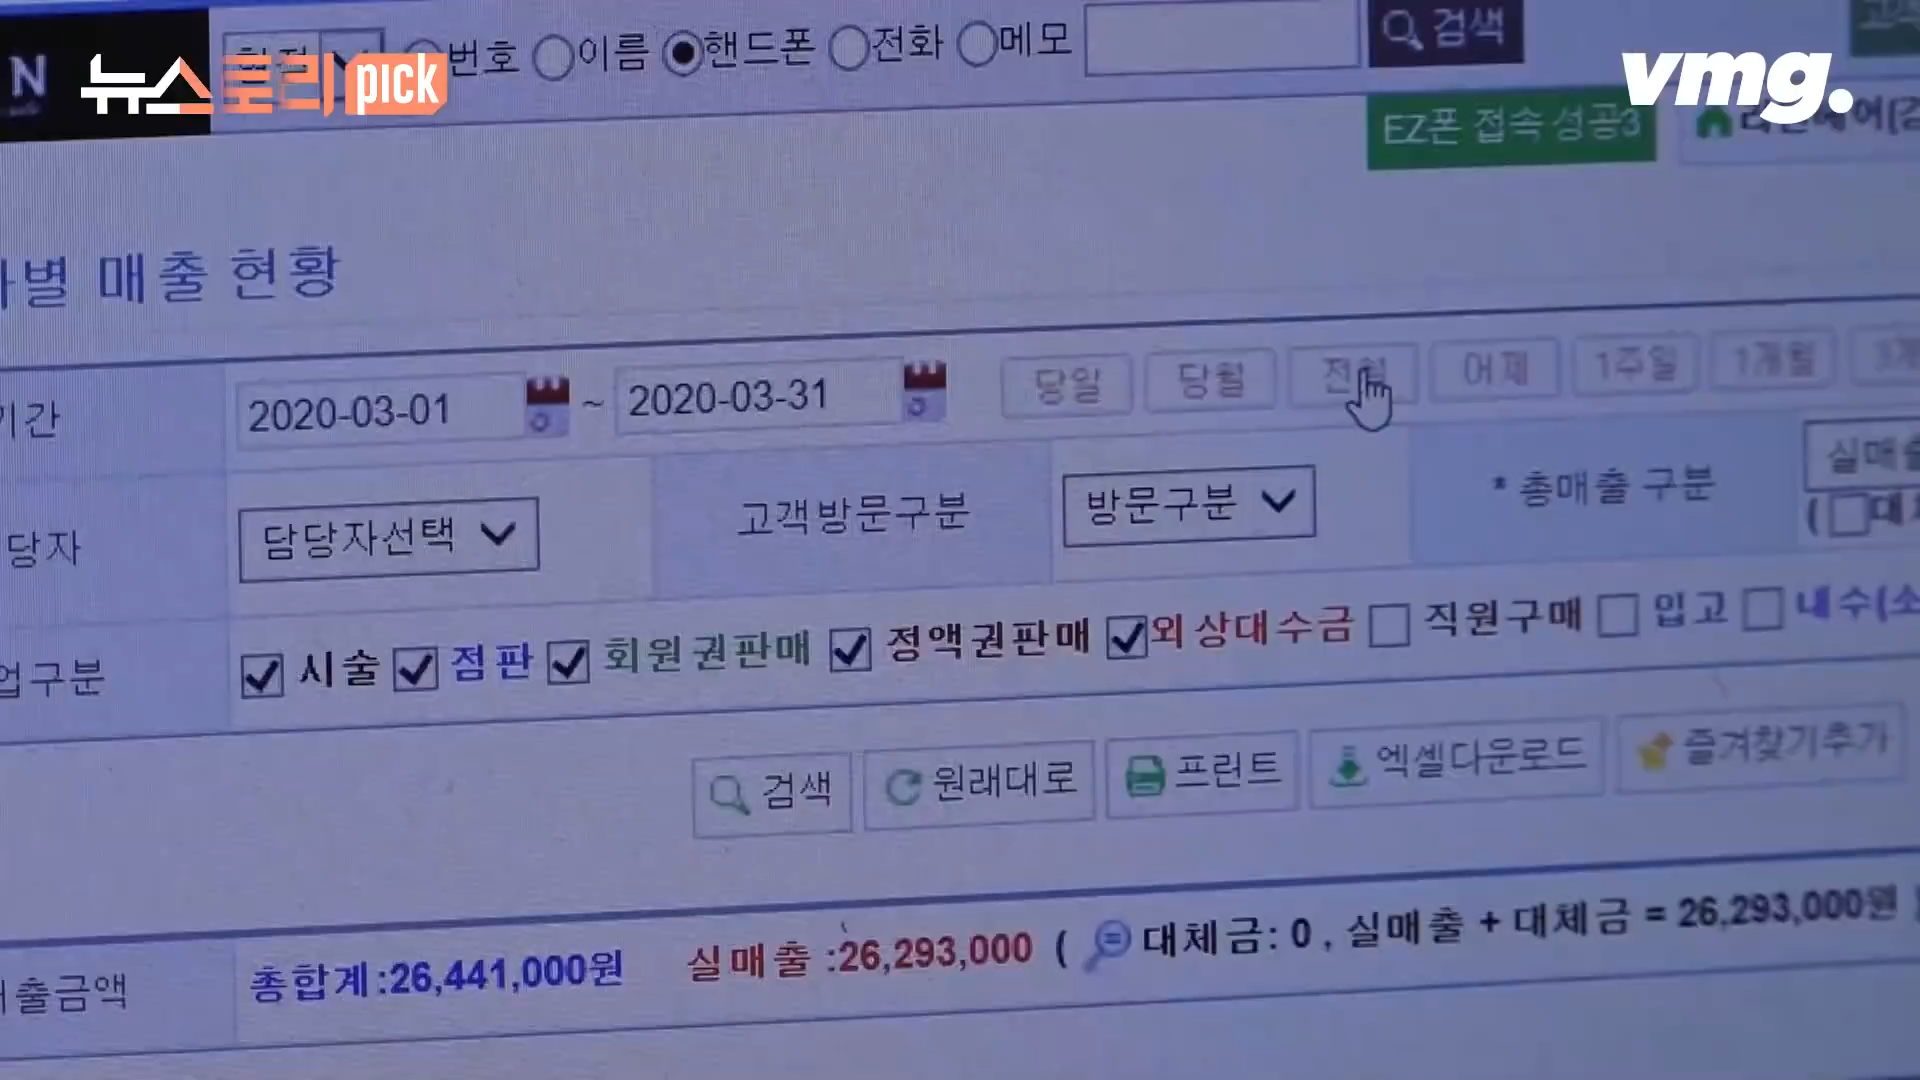 N
뉴스토리 pick
번호 이름 핸드폰 전화 메모 검색
vmg.
EZ폰 접속 성공3
별 매출 현황
기간 2020-03-01 ~ 2020-03-31 당일 당월 전월 어제 1주일 1개월
당자 담당자선택 고객방문구분 방문구분 * 총매출 구분 실매출
업구분 시술 점판 회원권판매 정액권판매 외상대수금 직원구매 입고 내수(소
검색 원래대로 프린트 엑셀다운로드 즐겨찾기추가
출금액 총합계:26,441,000원 실매출 :26,293,000 ( 대체금: 0 , 실매출 + 대체금 = 26,293,000원